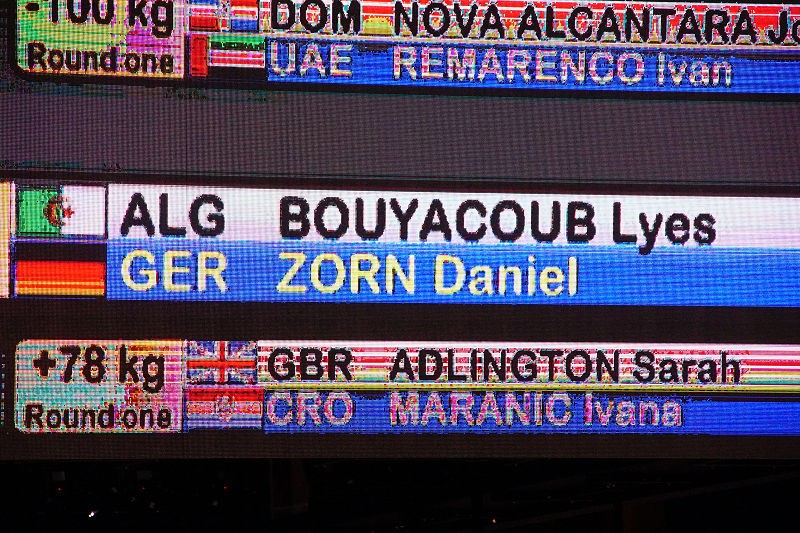 -100 kg DOM NOVA ALCANTARA Jo
Round one UAE REMARENCO Ivan
ALG BOUYACOUB Lyes
GER ZORN Daniel
+78 kg GBR ADLINGTON Sarah
Round one CRO MARANIC Ivana